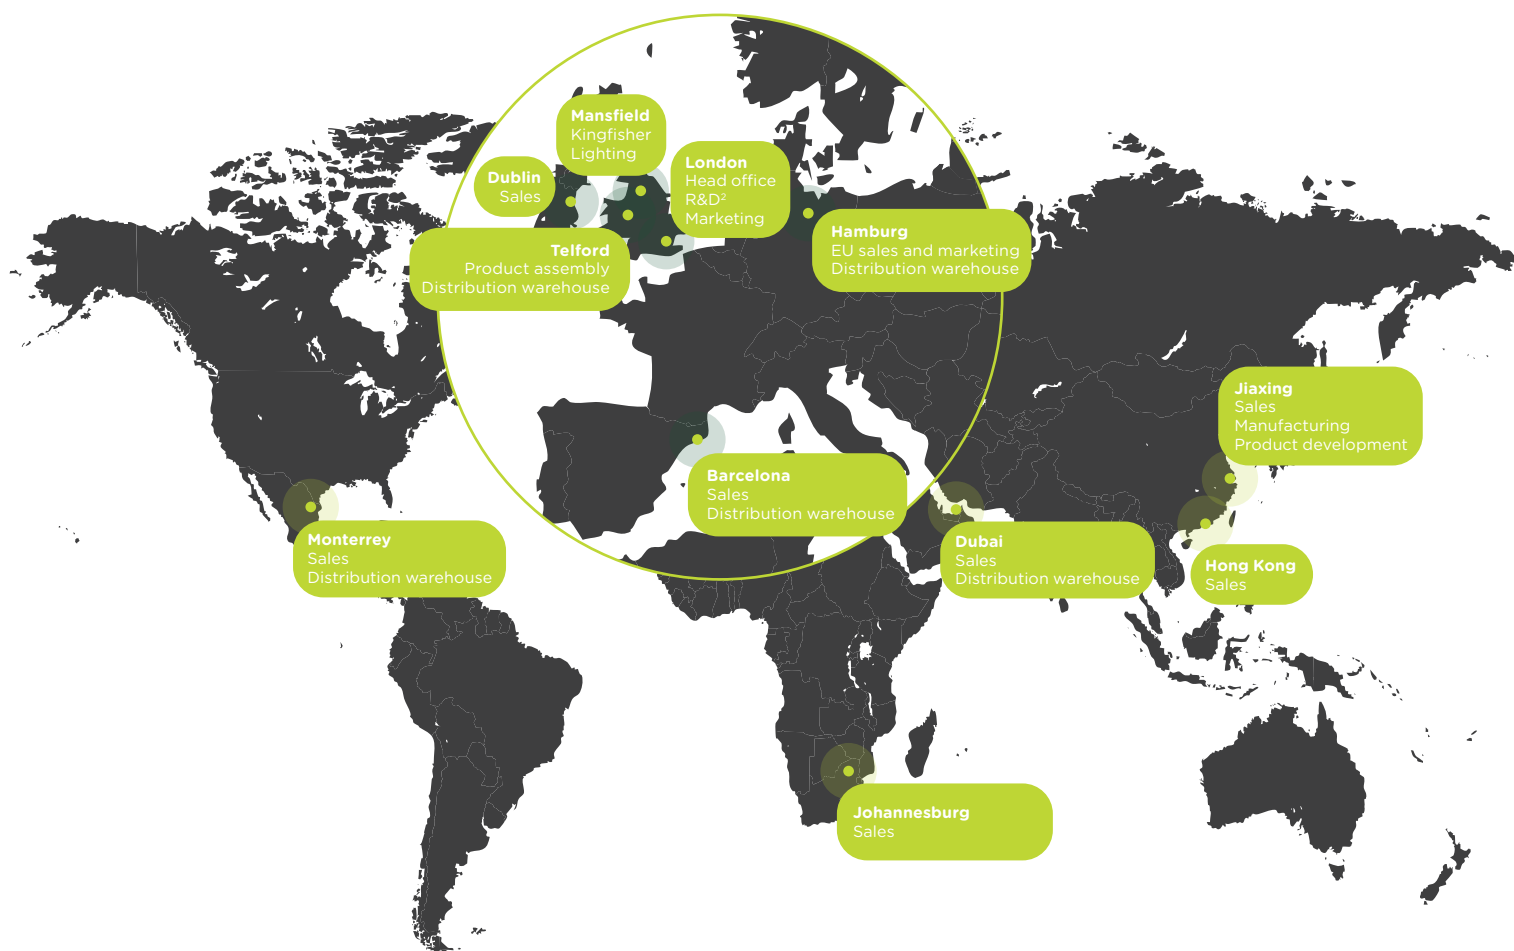 Mansfield
Kingfisher
Lighting
London
Head office
R&D²
Marketing
Dublin
Sales
Telford
Product assembly
Distribution warehouse
Hamburg
EU sales and marketing
Distribution warehouse
Jiaxing
Sales
Manufacturing
Product development
Barcelona
Sales
Distribution warehouse
Monterrey
Sales
Distribution warehouse
Dubai
Sales
Distribution warehouse
Hong Kong
Sales
Johannesburg
Sales